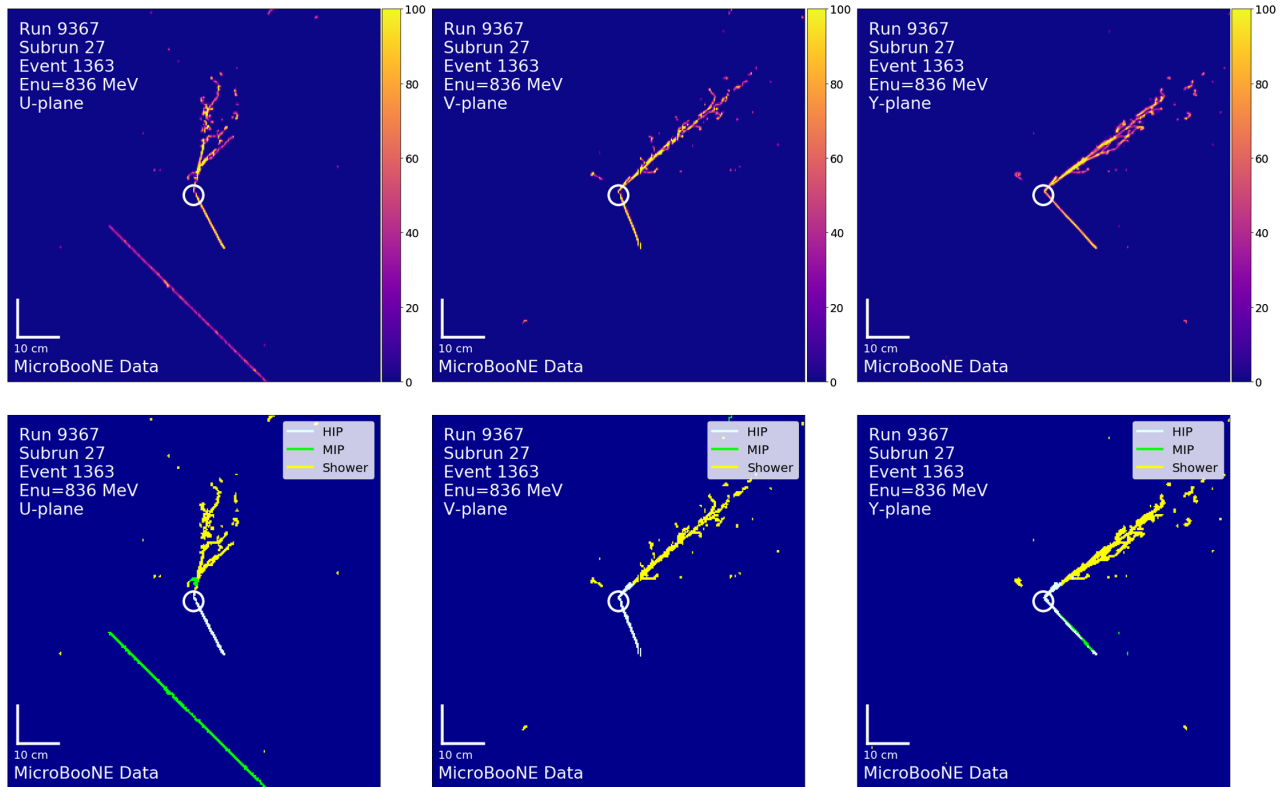 Run 9367
Subrun 27
Event 1363
Enu=836 MeV
U-plane
10 cm
MicroBooNE Data
100
80
60
40
20
0
Run 9367
Subrun 27
Event 1363
Enu=836 MeV
V-plane
10 cm
MicroBooNE Data
100
80
60
40
20
0
Run 9367
Subrun 27
Event 1363
Enu=836 MeV
Y-plane
10 cm
MicroBooNE Data
100
80
60
40
20
0
Run 9367
Subrun 27
Event 1363
Enu=836 MeV
U-plane
HIP
MIP
Shower
10 cm
MicroBooNE Data
Run 9367
Subrun 27
Event 1363
Enu=836 MeV
V-plane
HIP
MIP
Shower
10 cm
MicroBooNE Data
Run 9367
Subrun 27
Event 1363
Enu=836 MeV
Y-plane
HIP
MIP
Shower
10 cm
MicroBooNE Data